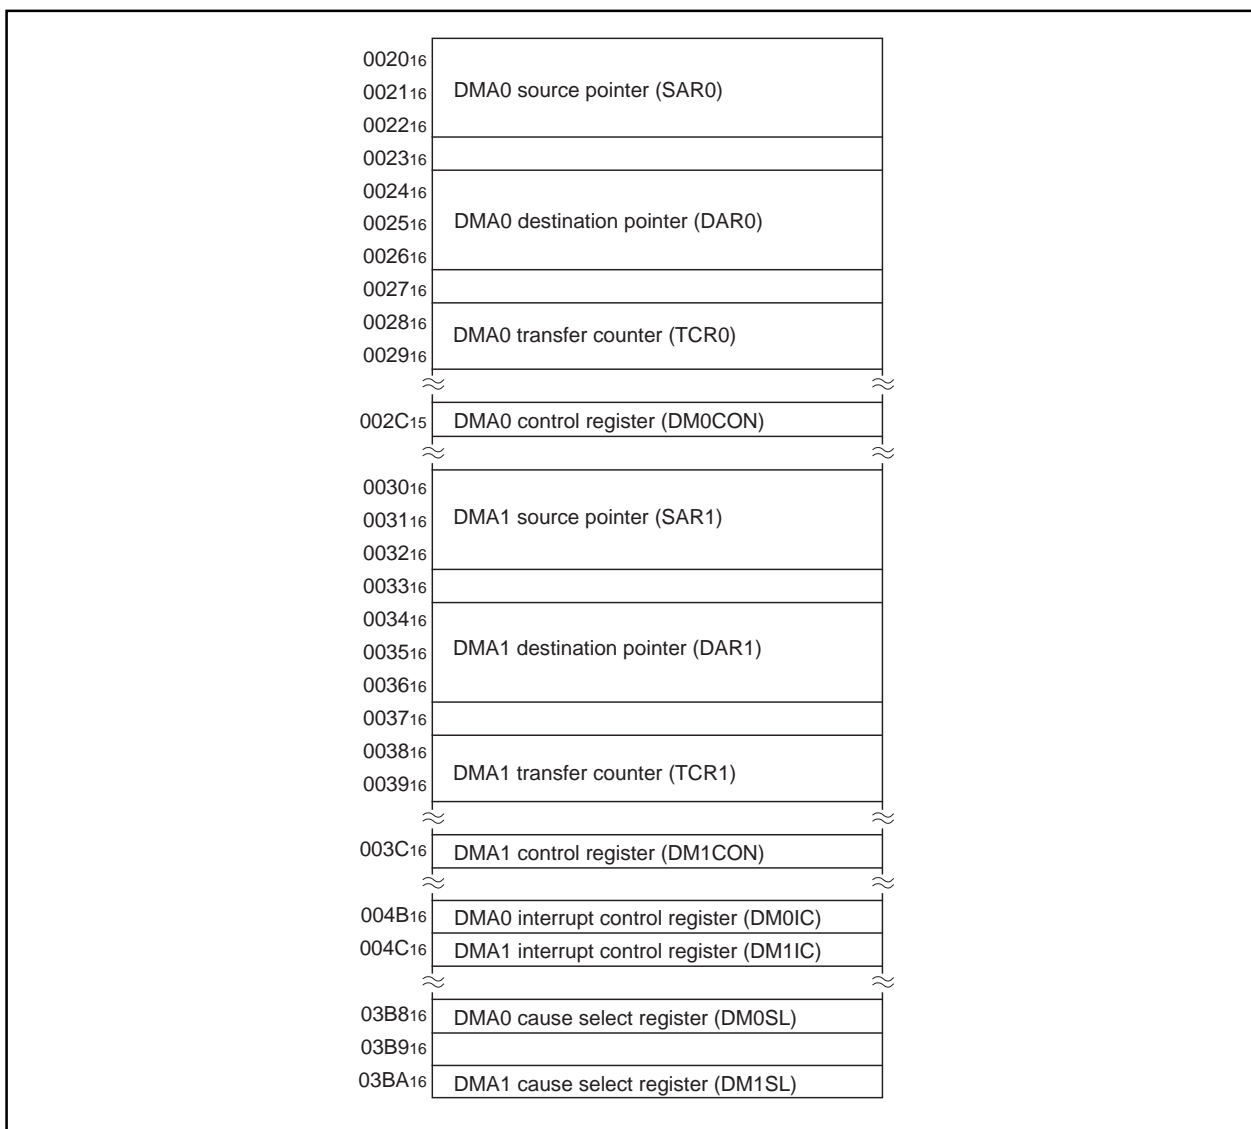 002016
002116 DMA0 source pointer (SAR0)
002216
002316
002416
002516 DMA0 destination pointer (DAR0)
002616
002716
002816 DMA0 transfer counter (TCR0)
002916
002C15 DMA0 control register (DM0CON)
003016
003116 DMA1 source pointer (SAR1)
003216
003316
003416
003516 DMA1 destination pointer (DAR1)
003616
003716
003816
003916 DMA1 transfer counter (TCR1)
003C16 DMA1 control register (DM1CON)
004B16 DMA0 interrupt control register (DM0IC)
004C16 DMA1 interrupt control register (DM1IC)
03B816 DMA0 cause select register (DM0SL)
03B916
03BA16 DMA1 cause select register (DM1SL)